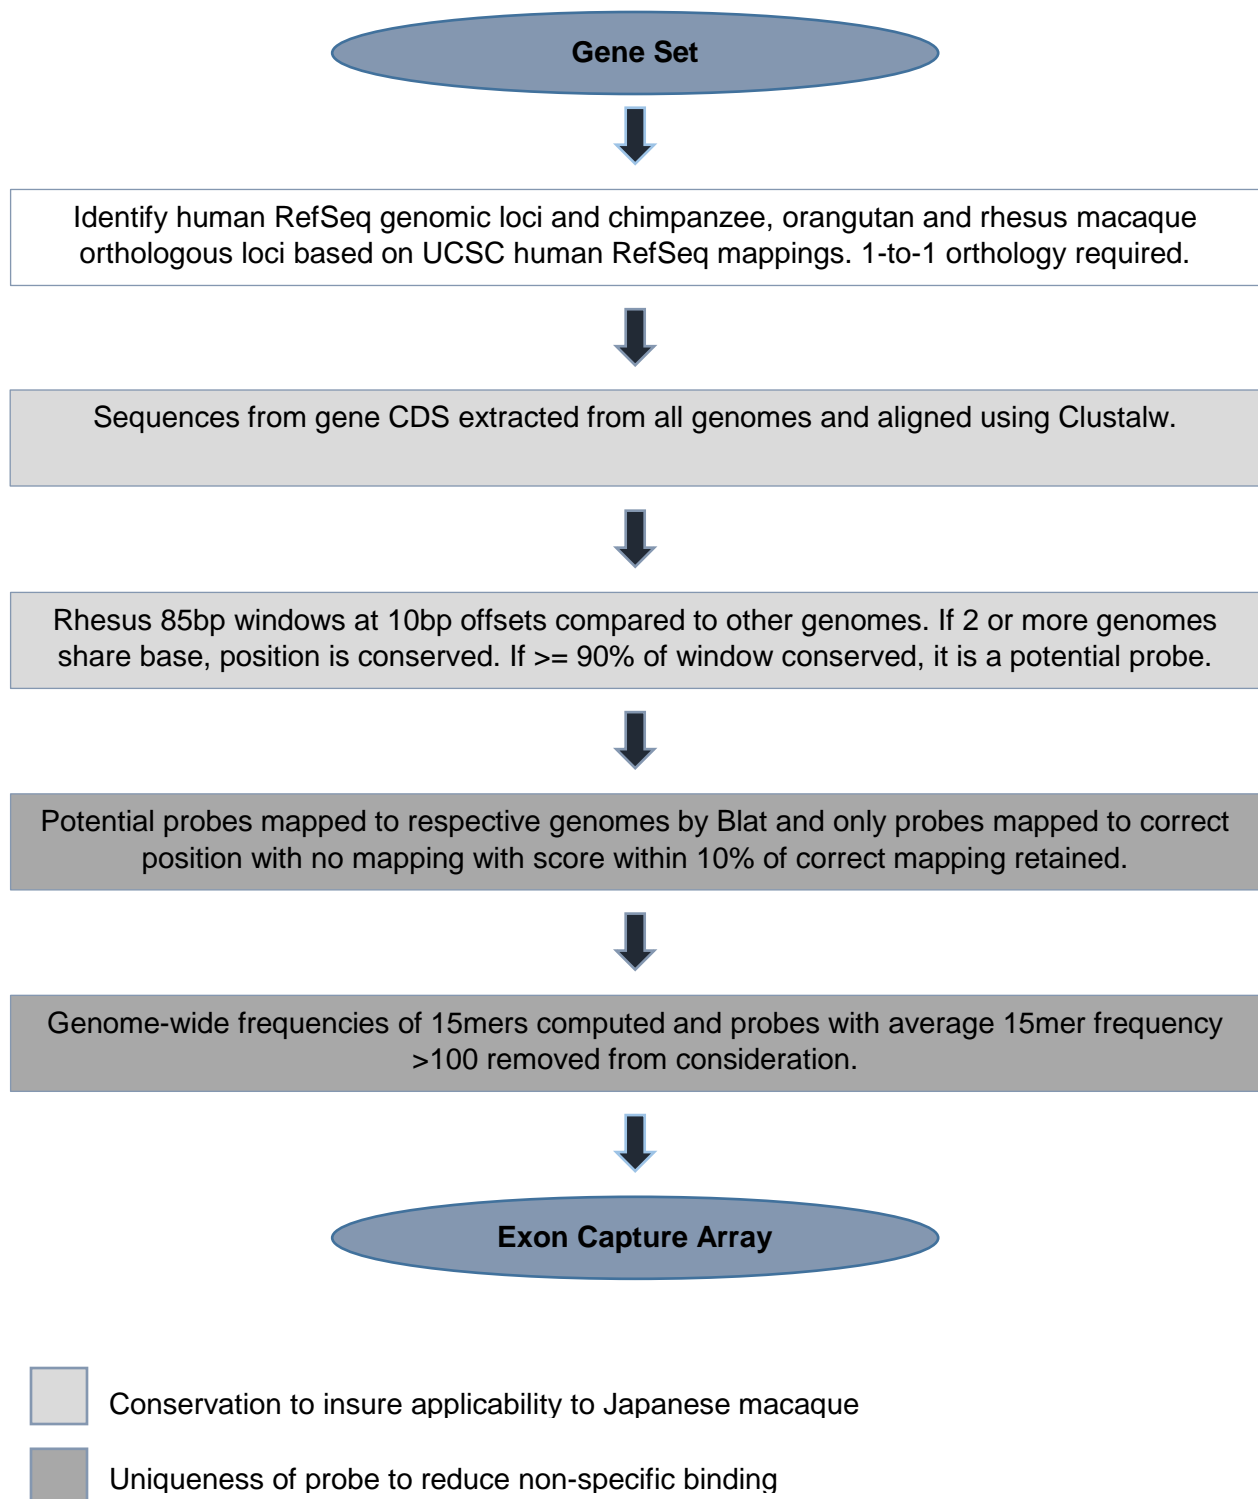 Gene Set
Identify human RefSeq genomic loci and chimpanzee, orangutan and rhesus macaque
orthologous loci based on UCSC human RefSeq mappings. 1-to-1 orthology required.
Sequences from gene CDS extracted from all genomes and aligned using Clustalw.
Rhesus 85bp windows at 10bp offsets compared to other genomes. If 2 or more genomes
share base, position is conserved. If >= 90% of window conserved, it is a potential probe.
Potential probes mapped to respective genomes by Blat and only probes mapped to correct
position with no mapping with score within 10% of correct mapping retained.
Genome-wide frequencies of 15mers computed and probes with average 15mer frequency
>100 removed from consideration.
Exon Capture Array
Conservation to insure applicability to Japanese macaque
Uniqueness of probe to reduce non-specific binding